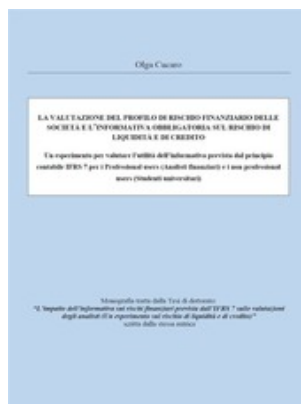 Olga Cucaro
LA VALUTAZIONE DEL PROFILO DI RISCHIO FINANZIARIO DELLE
SOCIETÀ E L'INFORMATIVA OBBLIGATORIA SUL RISCHIO DI
LIQUIDITÀ E DI CREDITO
Un esperimento per valutare l'utilità dell'informativa prevista dal principio
contabile IFRS 7 per i Professional users (Analisti finanziari) e i non professional
users (Studenti universitari)
Monografia tratta dalla Tesi di dottorato
"L'impatto dell'informativa sui rischi finanziari prevista dall'IFRS 7 sulle valutazioni
degli analisti (Un esperimento sul rischio di liquidità e di credito)"
scritta dalla stessa autrice